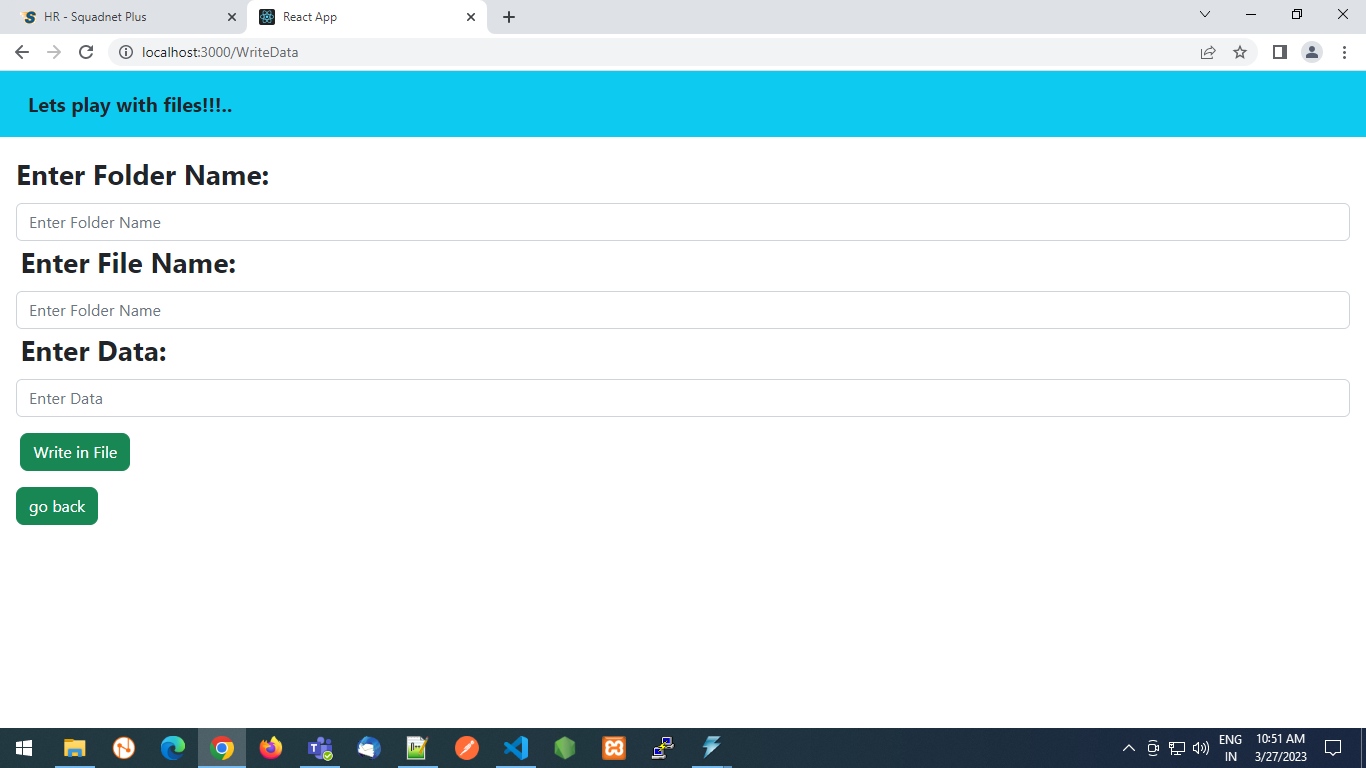 HR - Squadnet Plus
React App
localhost:3000/WriteData
Lets play with files!!!..
Enter Folder Name:
Enter Folder Name
Enter File Name:
Enter Folder Name
Enter Data:
Enter Data
Write in File
go back
ENG
IN
10:51 AM
3/27/2023